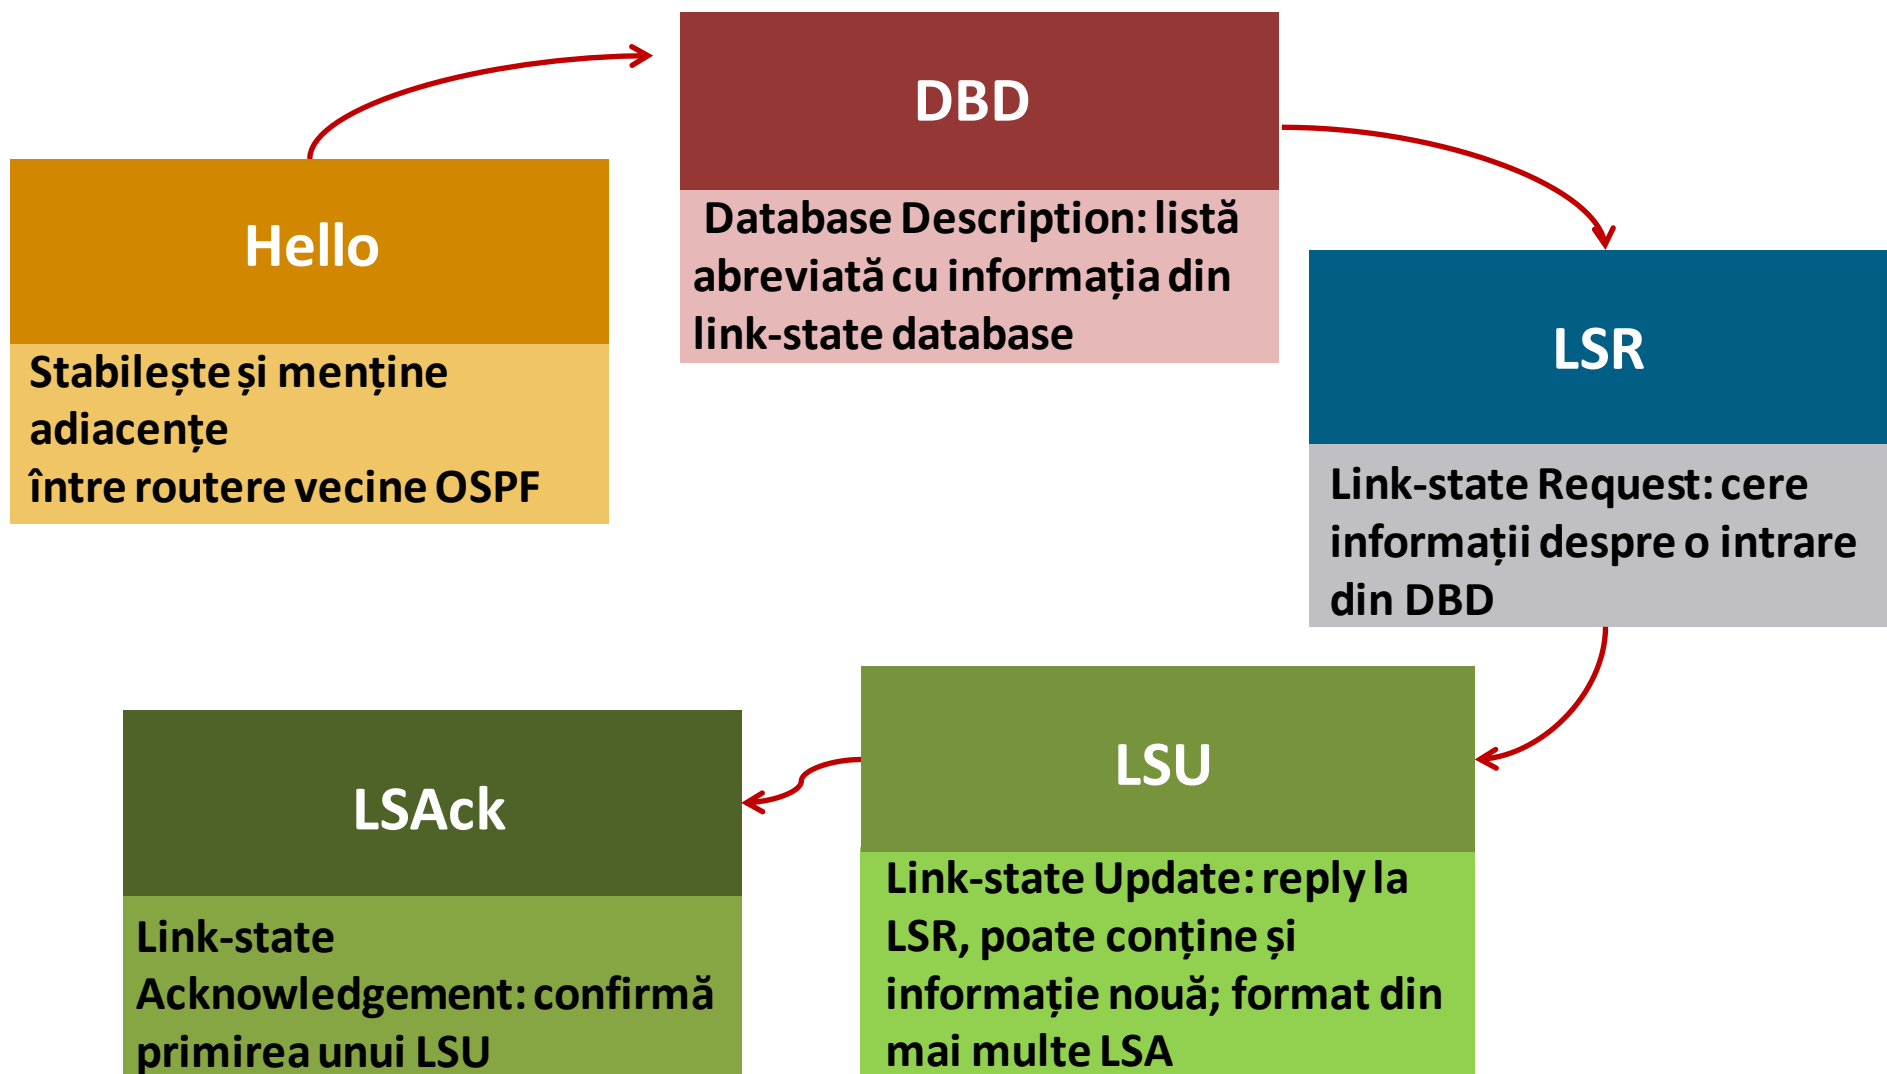 Hello
Stabilește și menține
adiacențe
între routere vecine OSPF
DBD
Database Description: listă
abreviată cu informația din
link-state database
LSR
Link-state Request: cere
informații despre o intrare
din DBD
LSU
Link-state Update: reply la
LSR, poate conține și
informație nouă; format din
mai multe LSA
LSAck
Link-state
Acknowledgement: confirmă
primirea unui LSU